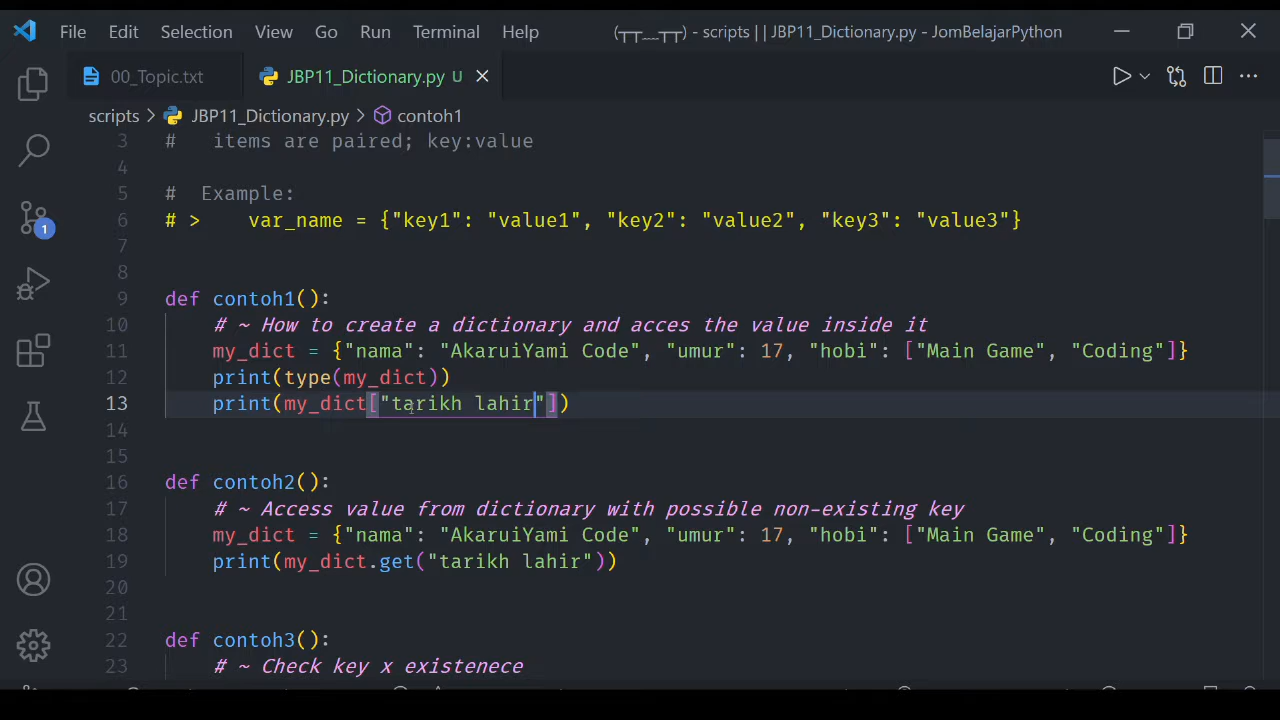 File Edit Selection View Go Run Terminal Help (┬┬﹏┬┬) - scripts || JBP11_Dictionary.py - JomBelajarPython
00_Topic.txt JBP11_Dictionary.py U
scripts > JBP11_Dictionary.py > contoh1
3 #   items are paired; key:value
4
5 #  Example:
6 # >    var_name = {"key1": "value1", "key2": "value2", "key3": "value3"}
7
8
9 def contoh1():
10     # ~ How to create a dictionary and acces the value inside it
11     my_dict = {"nama": "AkaruiYami Code", "umur": 17, "hobi": ["Main Game", "Coding"]}
12     print(type(my_dict))
13     print(my_dict["tarikh lahir"])
14
15
16 def contoh2():
17     # ~ Access value from dictionary with possible non-existing key
18     my_dict = {"nama": "AkaruiYami Code", "umur": 17, "hobi": ["Main Game", "Coding"]}
19     print(my_dict.get("tarikh lahir"))
20
21
22 def contoh3():
23     # ~ Check key x existenece
1